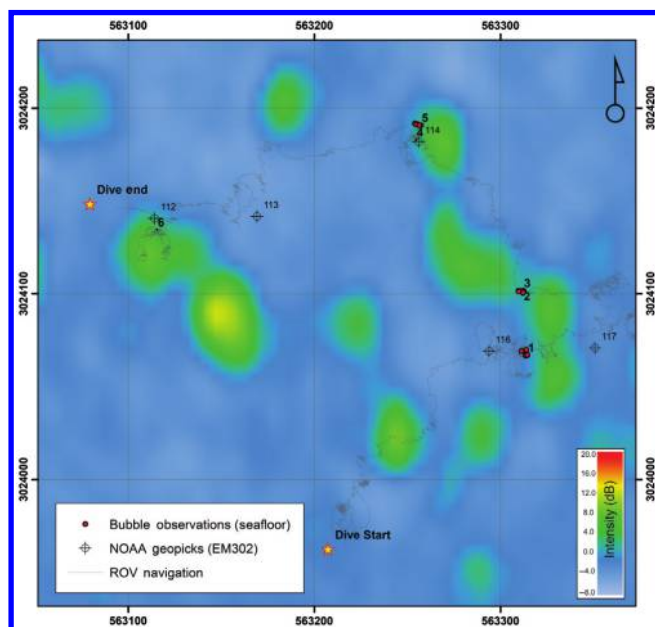 563100 563200 563300
3024200 3024200
5
4 114
Dive end
112
113
6
3024100 3024100
3
2
116 1 117
3024000 3024000
20.0
16.0
12.0
8.0
4.0
0.0
–4.0
–8.0
Intensity (dB)
Dive Start
Bubble observations (seafloor)
NOAA geopicks (EM302)
ROV navigation
563100 563200 563300